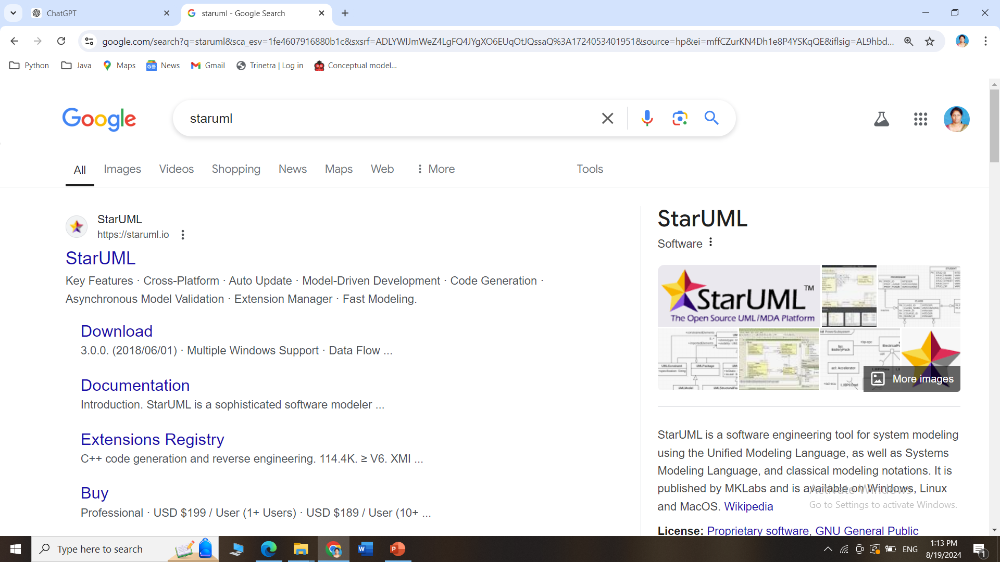 ChatGPT
staruml - Google Search
google.com/search?q=staruml&sca_esv=1fe4607916880b1c&sxsrf=ADLYWIJmWeZ4LgFQ4JYgXO6EUqOtJQssaQ%3A1724053401951&source=hp&ei=mffCZurKN4Dh1e8P4YSKqQE&iflsig=AL9hbd...
Python Java Maps News Gmail Trinetra | Log in Conceptual model...
Google
staruml
All Images Videos Shopping News Maps Web More Tools
StarUML
https://staruml.io
StarUML
Key Features · Cross-Platform · Auto Update · Model-Driven Development · Code Generation ·
Asynchronous Model Validation · Extension Manager · Fast Modeling.
Download
3.0.0. (2018/06/01) · Multiple Windows Support · Data Flow ...
Documentation
Introduction. StarUML is a sophisticated software modeler ...
Extensions Registry
C++ code generation and reverse engineering. 114.4K. ≥ V6. XMI ...
Buy
Professional · USD $199 / User (1+ Users) · USD $189 / User (10+ ...
StarUML
Software
StarUML™
The Open Source UML/MDA Platform
More images
StarUML is a software engineering tool for system modeling
using the Unified Modeling Language, as well as Systems
Modeling Language, and classical modeling notations. It is
published by MKLabs and is available on Windows, Linux
and MacOS. Wikipedia
License: Proprietary software, GNU General Public
Activate Windows
Go to Settings to activate Windows.
Type here to search
ENG
1:13 PM
8/19/2024
1